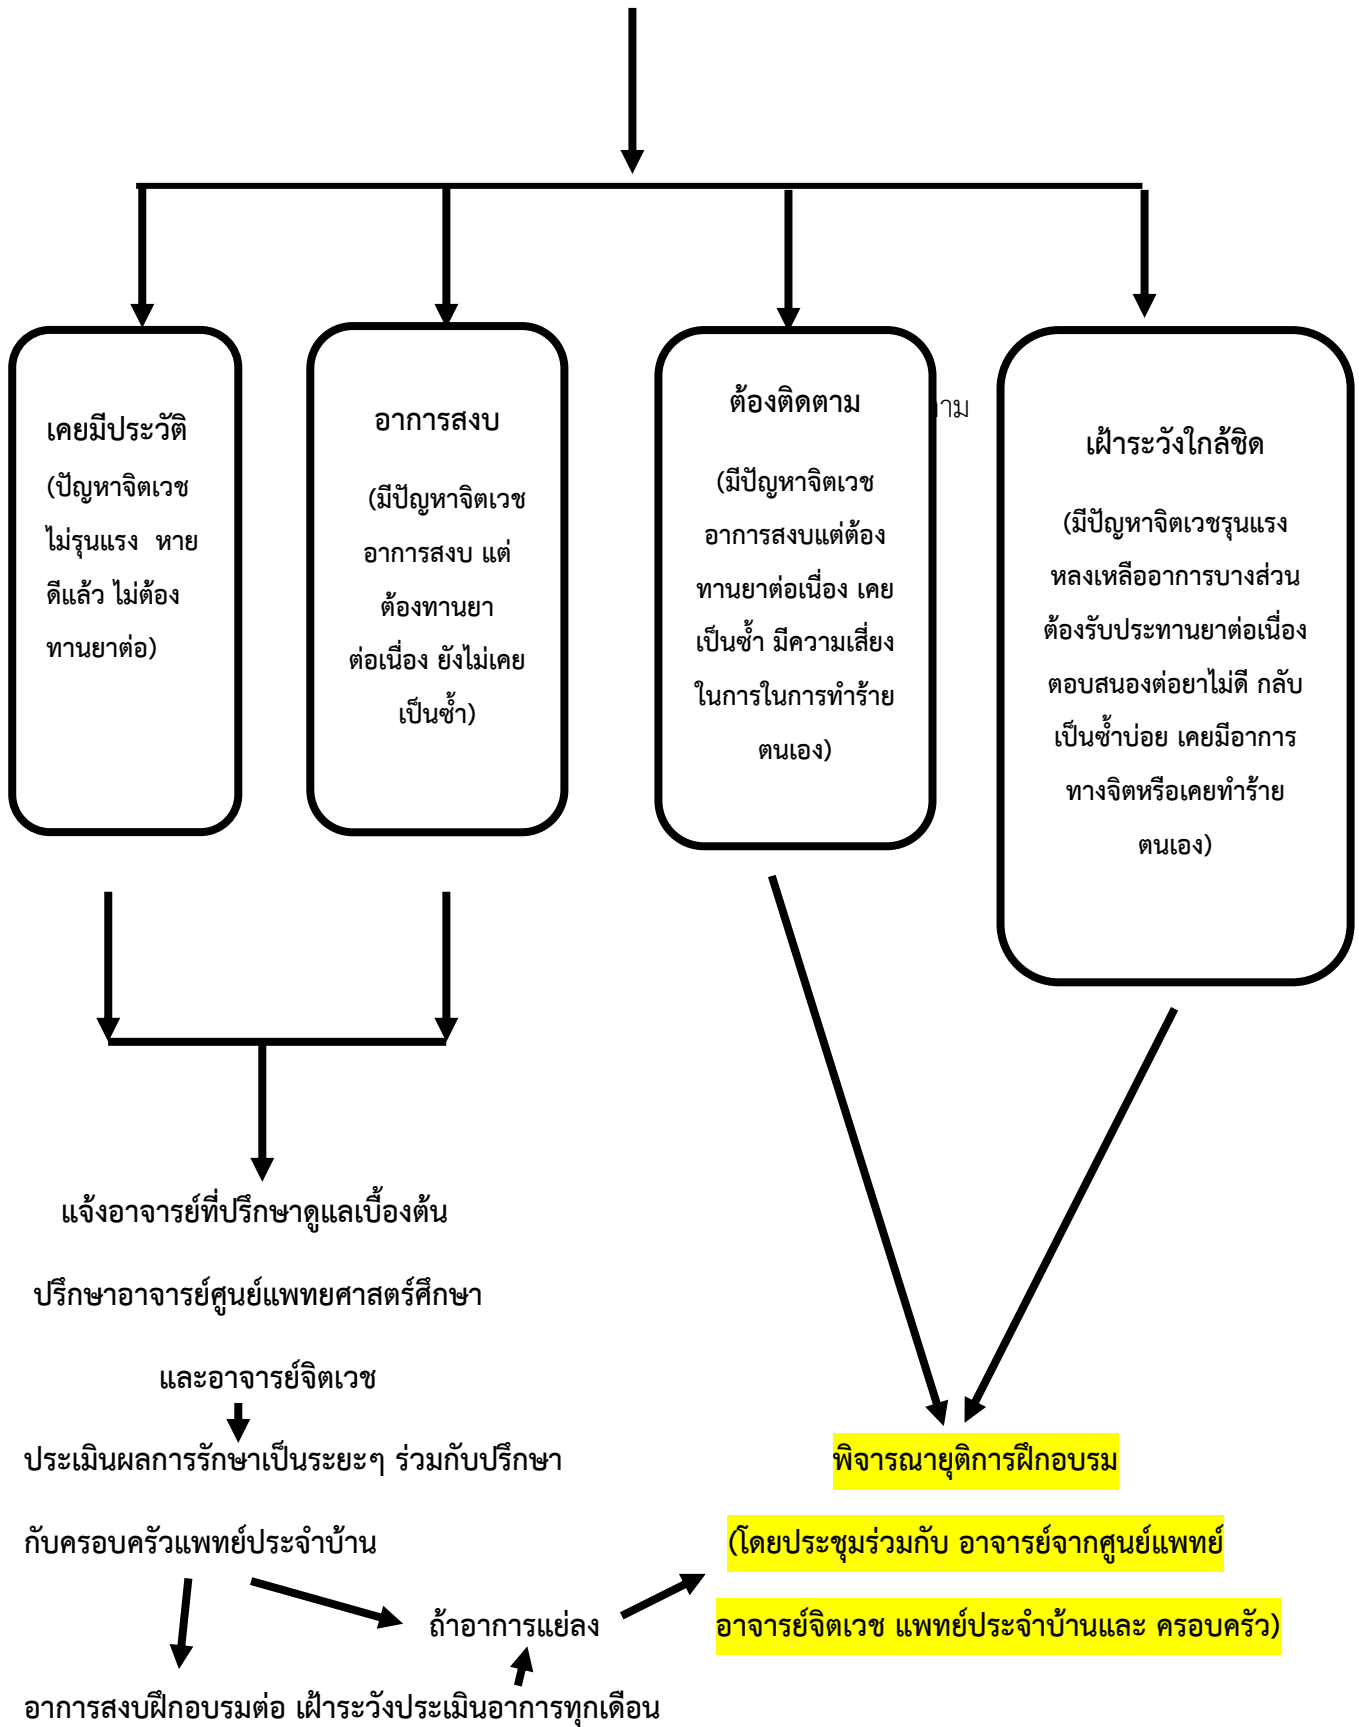 เคยมีประวัติ
(ปัญหาจิตเวช
ไม่รุนแรง หาย
ดีแล้ว ไม่ต้อง
ทานยาต่อ)
อาการสงบ
(มีปัญหาจิตเวช
อาการสงบ แต่
ต้องทานยา
ต่อเนื่อง ยังไม่เคย
เป็นซ้ำ)
ต้องติดตาม
(มีปัญหาจิตเวช
อาการสงบแต่ต้อง
ทานยาต่อเนื่อง เคย
เป็นซ้ำ มีความเสี่ยง
ในการในการทำร้าย
ตนเอง)
เฝ้าระวังใกล้ชิด
(มีปัญหาจิตเวชรุนแรง
หลงเหลืออาการบางส่วน
ต้องรับประทานยาต่อเนื่อง
ตอบสนองต่อยาไม่ดี กลับ
เป็นซ้ำบ่อย เคยมีอาการ
ทางจิตหรือเคยทำร้าย
ตนเอง)
แจ้งอาจารย์ที่ปรึกษาดูแลเบื้องต้น
ปรึกษาอาจารย์ศูนย์แพทยศาสตร์ศึกษา
และอาจารย์จิตเวช
ประเมินผลการรักษาเป็นระยะๆ ร่วมกับปรึกษา
กับครอบครัวแพทย์ประจำบ้าน
ถ้าอาการแย่ลง
อาการสงบฝึกอบรมต่อ เฝ้าระวังประเมินอาการทุกเดือน
พิจารณายุติการฝึกอบรม
(โดยประชุมร่วมกับ อาจารย์จากศูนย์แพทย์
อาจารย์จิตเวช แพทย์ประจำบ้านและ ครอบครัว)